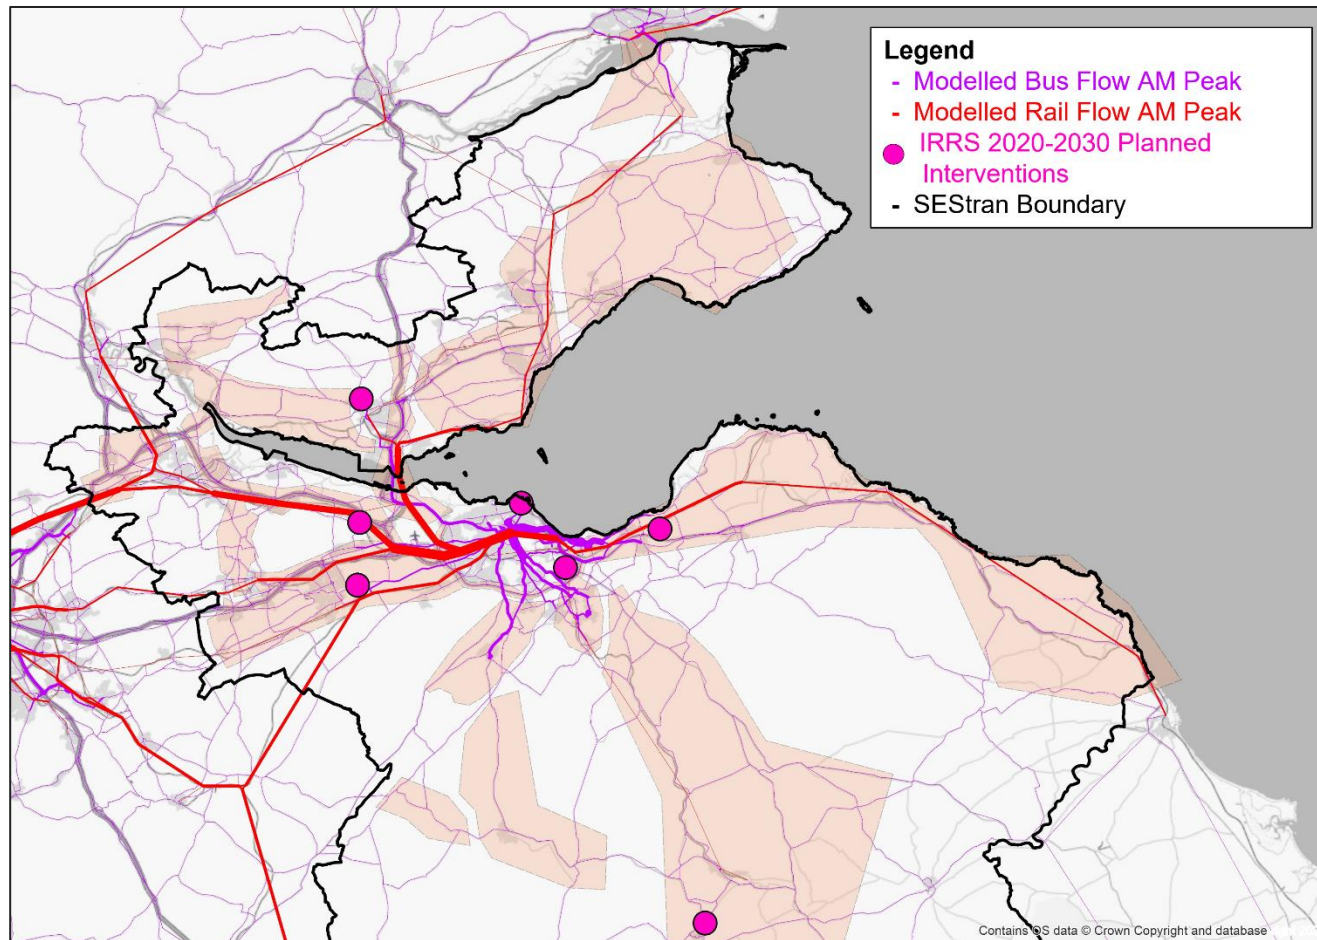 Legend
- Modelled Bus Flow AM Peak
- Modelled Rail Flow AM Peak
IRRS 2020-2030 Planned
Interventions
- SEStran Boundary
Contains OS data © Crown Copyright and database